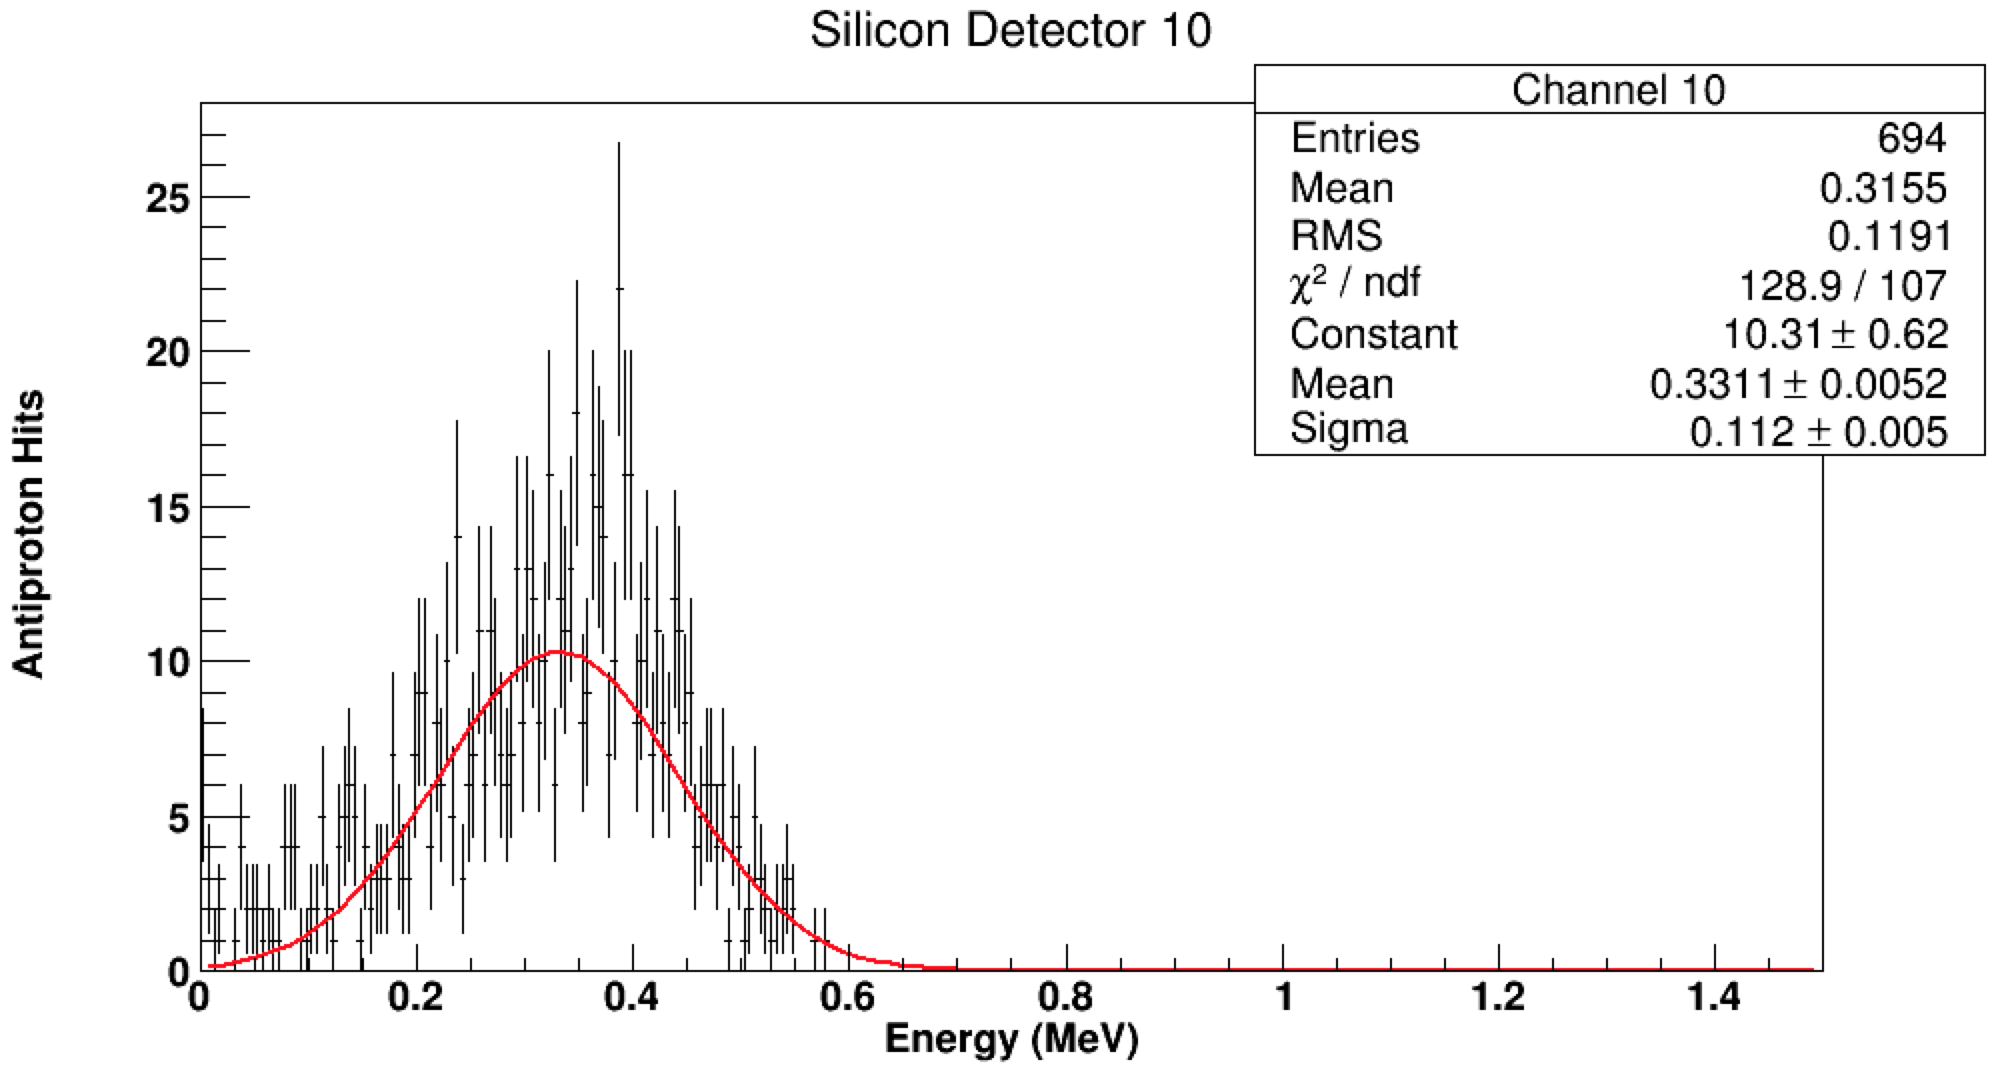 Silicon Detector 10
Channel 10
Entries 694
Mean 0.3155
RMS 0.1191
χ² / ndf 128.9 / 107
Constant 10.31 ± 0.62
Mean 0.3311 ± 0.0052
Sigma 0.112 ± 0.005
Antiproton Hits
25
20
15
10
5
0
0 0.2 0.4 0.6 0.8 1 1.2 1.4
Energy (MeV)